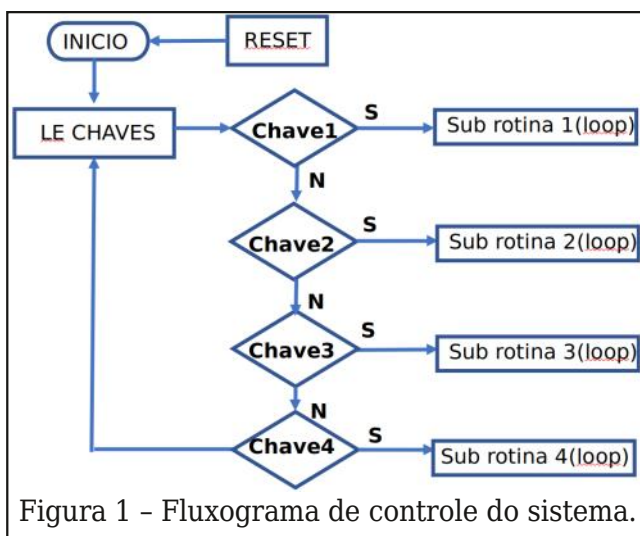 INICIO
RESET
LE CHAVES
Chave1
S
Sub rotina 1(loop)
N
Chave2
S
Sub rotina 2(loop)
N
Chave3
S
Sub rotina 3(loop)
N
Chave4
S
Sub rotina 4(loop)
Figura 1 – Fluxograma de controle do sistema.